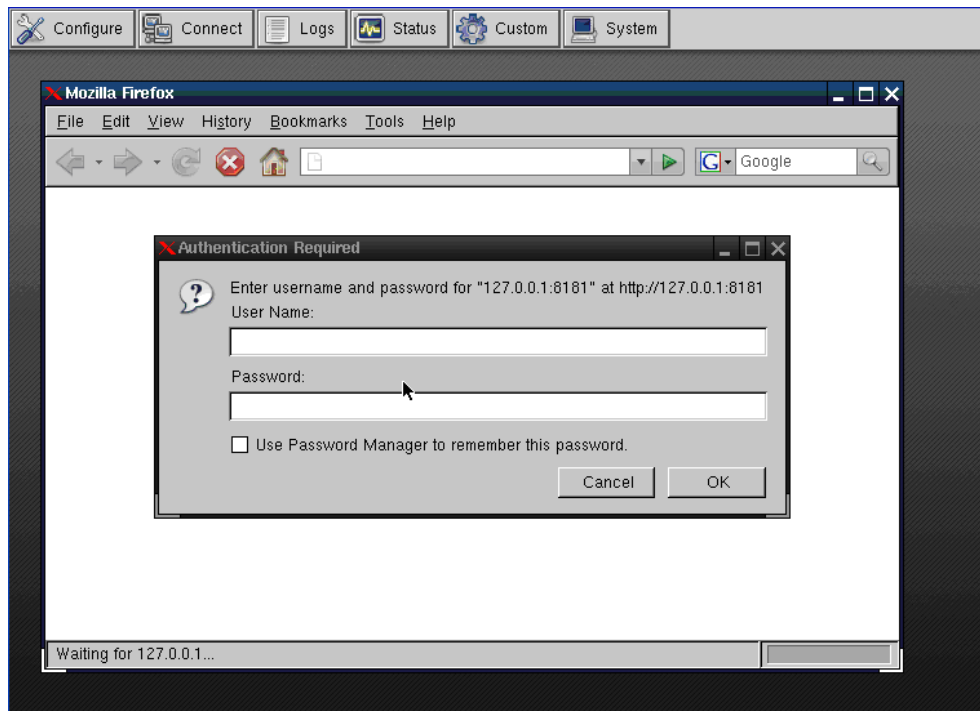 Configure Connect Logs Status Custom System
Mozilla Firefox
File Edit View History Bookmarks Tools Help
G Google
Authentication Required
Enter username and password for "127.0.0.1:8181" at http://127.0.0.1:8181
User Name:
Password:
Use Password Manager to remember this password.
Cancel OK
Waiting for 127.0.0.1...